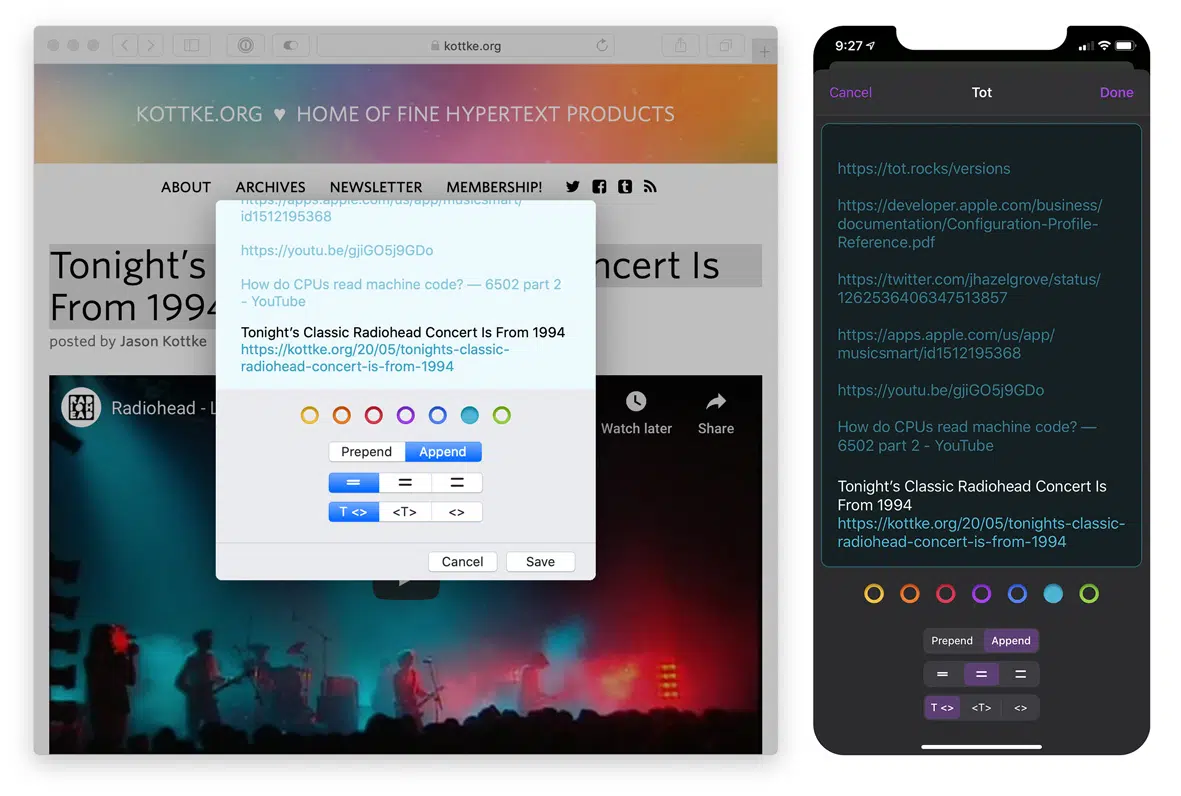 kottke.org
KOTTKE.ORG ♥ HOME OF FINE HYPERTEXT PRODUCTS
ABOUT ARCHIVES NEWSLETTER MEMBERSHIP!
https://apps.apple.com/us/app/musicsmart/
id1512195368
https://youtu.be/gjiGO5j9GDo
How do CPUs read machine code? — 6502 part 2
- YouTube
Tonight’s Classic Radiohead Concert Is From 1994
https://kottke.org/20/05/tonights-classic-
radiohead-concert-is-from-1994
Prepend Append
T <> <T> <>
Cancel Save
Tonight’s ncert Is
From 1994
posted by Jason Kottke
Radiohead - L
Watch later Share
9:27
Cancel Tot Done
https://tot.rocks/versions
https://developer.apple.com/business/
documentation/Configuration-Profile-
Reference.pdf
https://twitter.com/jhazelgrove/status/
1262536406347513857
https://apps.apple.com/us/app/
musicsmart/id1512195368
https://youtu.be/gjiGO5j9GDo
How do CPUs read machine code? —
6502 part 2 - YouTube
Tonight’s Classic Radiohead Concert Is
From 1994
https://kottke.org/20/05/tonights-classic-
radiohead-concert-is-from-1994
Prepend Append
T <> <T> <>